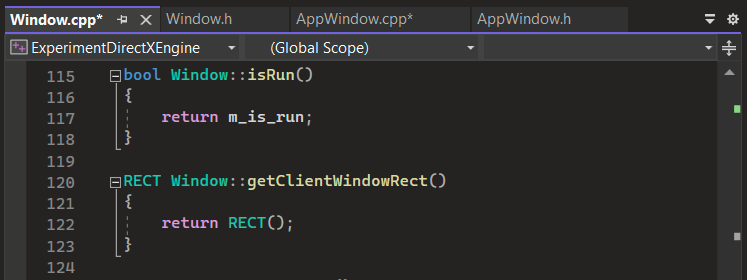 Window.cpp* Window.h AppWindow.cpp* AppWindow.h
ExperimentDirectXEngine (Global Scope)
115 bool Window::isRun()
116 {
117 return m_is_run;
118 }
119
120 RECT Window::getClientWindowRect()
121 {
122 return RECT();
123 }
124